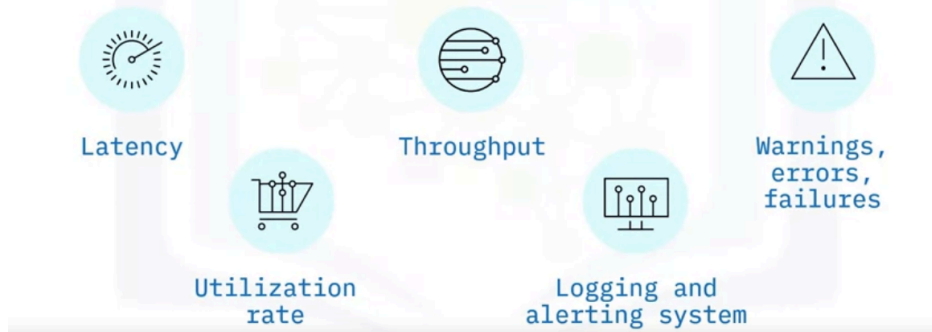 Latency
Throughput
Warnings,
errors,
failures
Utilization
rate
Logging and
alerting system